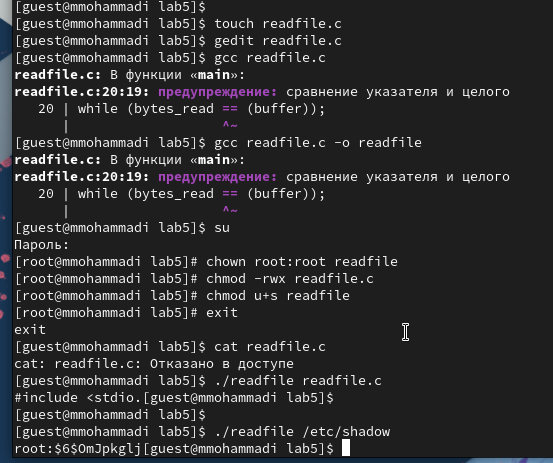 [guest@mmohammadi lab5]$
[guest@mmohammadi lab5]$ touch readfile.c
[guest@mmohammadi lab5]$ gedit readfile.c
[guest@mmohammadi lab5]$ gcc readfile.c
readfile.c: В функции «main»:
readfile.c:20:19: предупреждение: сравнение указателя и целого
20 | while (bytes_read == (buffer));
| ^~
[guest@mmohammadi lab5]$ gcc readfile.c -o readfile
readfile.c: В функции «main»:
readfile.c:20:19: предупреждение: сравнение указателя и целого
20 | while (bytes_read == (buffer));
| ^~
[guest@mmohammadi lab5]$ su
Пароль:
[root@mmohammadi lab5]# chown root:root readfile
[root@mmohammadi lab5]# chmod -rwx readfile.c
[root@mmohammadi lab5]# chmod u+s readfile
[root@mmohammadi lab5]# exit
exit
[guest@mmohammadi lab5]$ cat readfile.c
cat: readfile.c: Отказано в доступе
[guest@mmohammadi lab5]$ ./readfile readfile.c
#include <stdio.[guest@mmohammadi lab5]$
[guest@mmohammadi lab5]$
[guest@mmohammadi lab5]$ ./readfile /etc/shadow
root:$6$OmJpkglj[guest@mmohammadi lab5]$